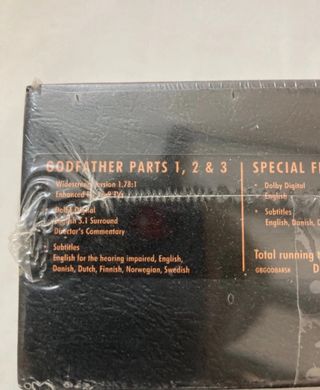 GODFATHER PARTS 1, 2 & 3
Widescreen Version 1.78:1
Enhanced
Dolby Digital
English 5.1 Surround
Director's Commentary
Subtitles
English for the hearing impaired, English,
Danish, Dutch, Finnish, Norwegian, Swedish
SPECIAL
Dolby Digital
English
Subtitles
English, Danish,
Total running